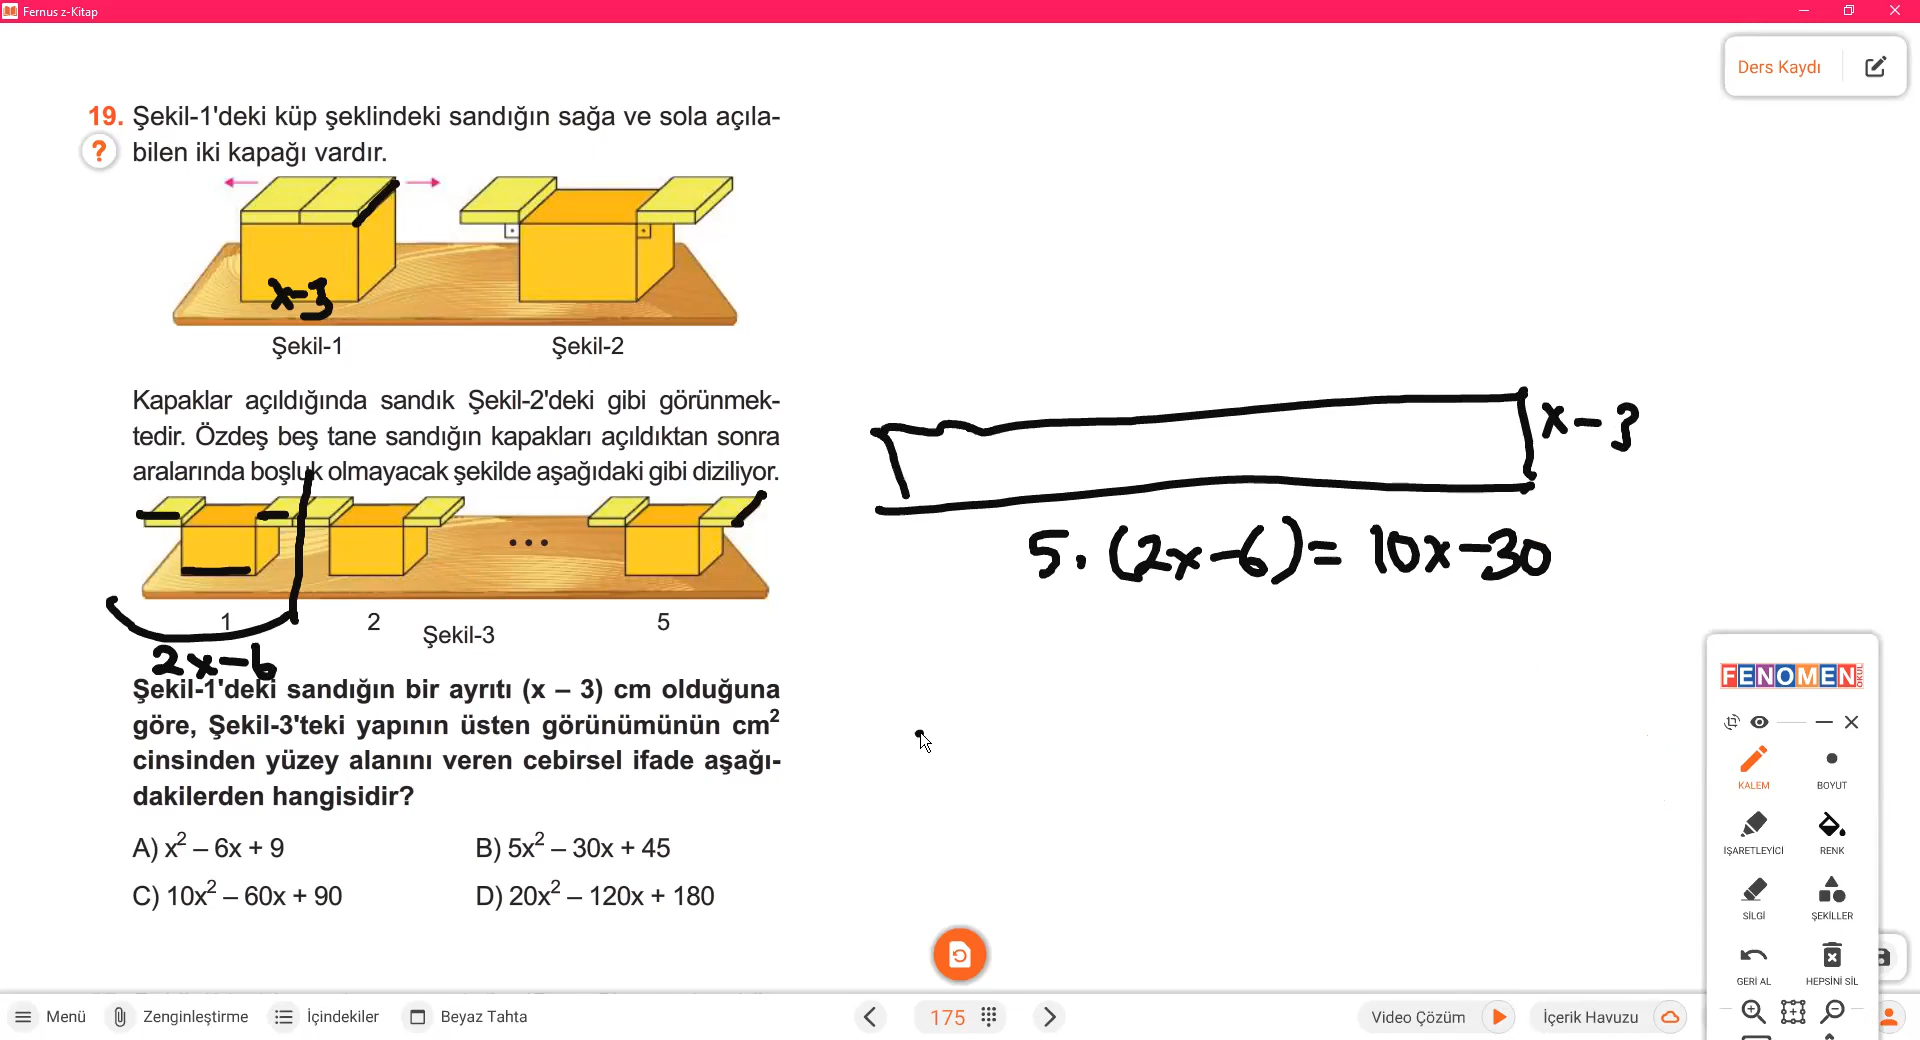 Fernus z-Kitap
Ders Kaydı
19. Şekil-1'deki küp şeklindeki sandığın sağa ve sola açıla-
? bilen iki kapağı vardır.
x-3
Şekil-1 Şekil-2
Kapaklar açıldığında sandık Şekil-2'deki gibi görünmek-
tedir. Özdeş beş tane sandığın kapakları açıldıktan sonra
aralarında boşluk olmayacak şekilde aşağıdaki gibi diziliyor.
1 2 5
Şekil-3
2x-6
Şekil-1'deki sandığın bir ayrıtı (x – 3) cm olduğuna
göre, Şekil-3'teki yapının üsten görünümünün cm²
cinsinden yüzey alanını veren cebirsel ifade aşağı-
dakilerden hangisidir?
A) x² – 6x + 9 B) 5x² – 30x + 45
C) 10x² – 60x + 90 D) 20x² – 120x + 180
x-3
5.(2x-6)= 10x-30
FENOMEN OKUL
KALEM BOYUT
İŞARETLEYİCİ RENK
SİLGİ ŞEKİLLER
GERİ AL HEPSİNİ SİL
Menü Zenginleştirme İçindekiler Beyaz Tahta 175 Video Çözüm İçerik Havuzu